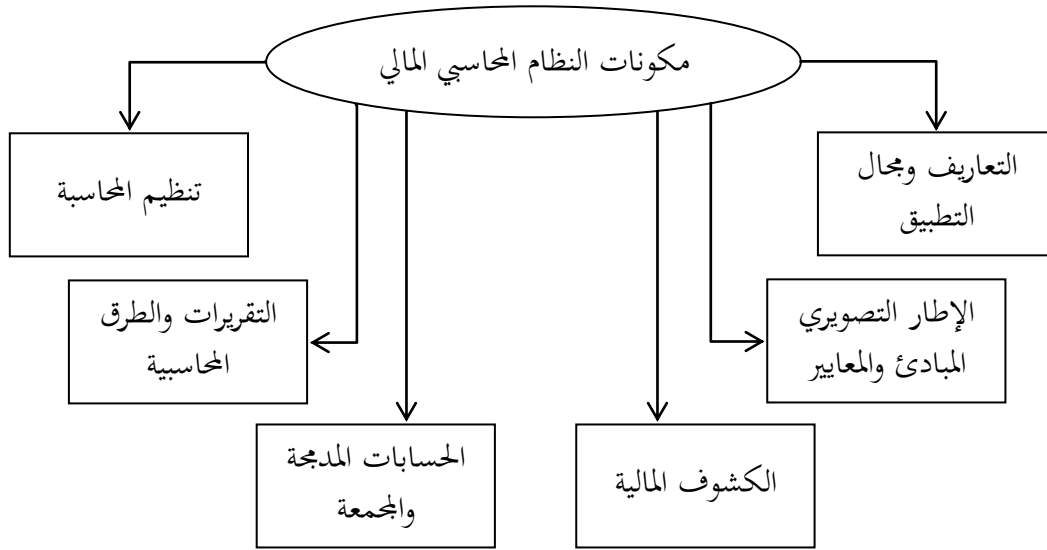 مكونات النظام المحاسبي المالي
التعاريف ومجال
التطبيق
تنظيم المحاسبة
الإطار التصويري
المبادئ والمعايير
التقريرات والطرق
المحاسبية
الكشوف المالية
الحسابات المدمجة
والمجمعة